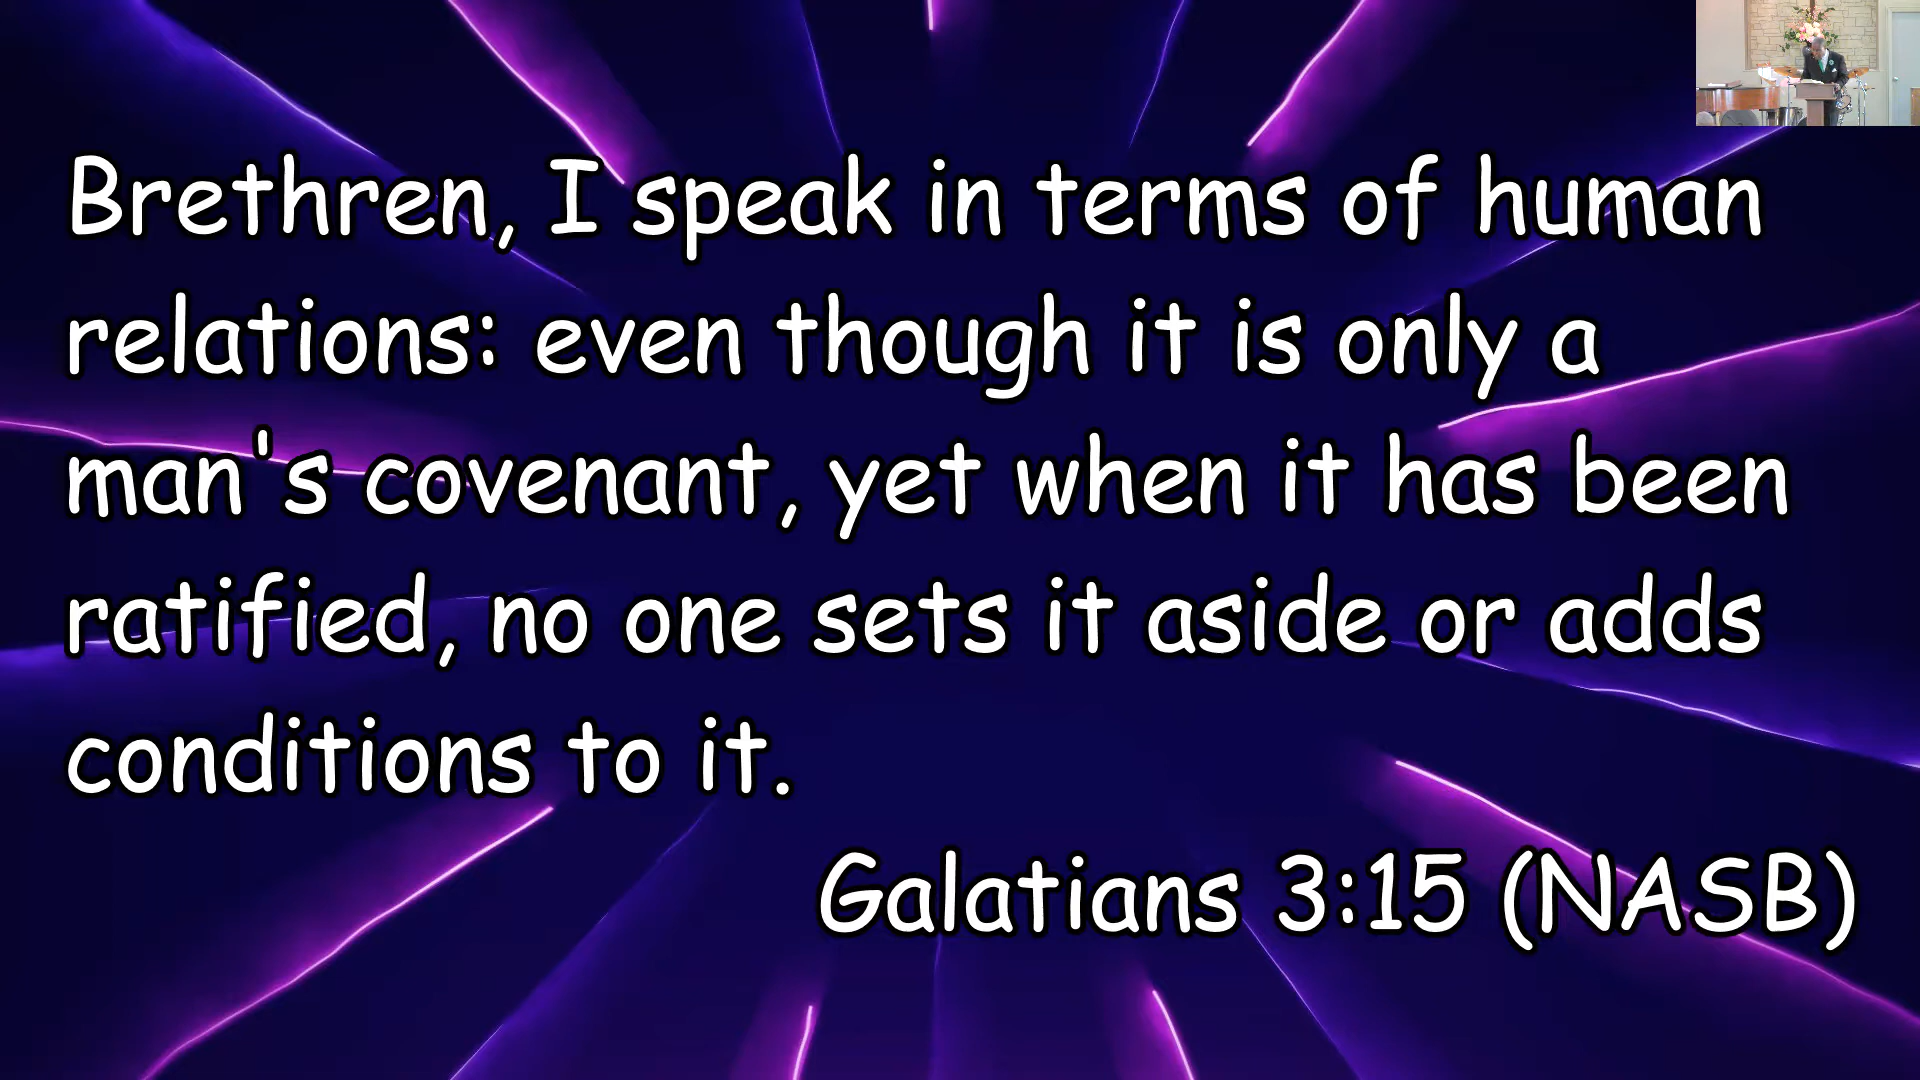 Brethren, I speak in terms of human
relations: even though it is only a
man's covenant, yet when it has been
ratified, no one sets it aside or adds
conditions to it.
Galatians 3:15 (NASB)